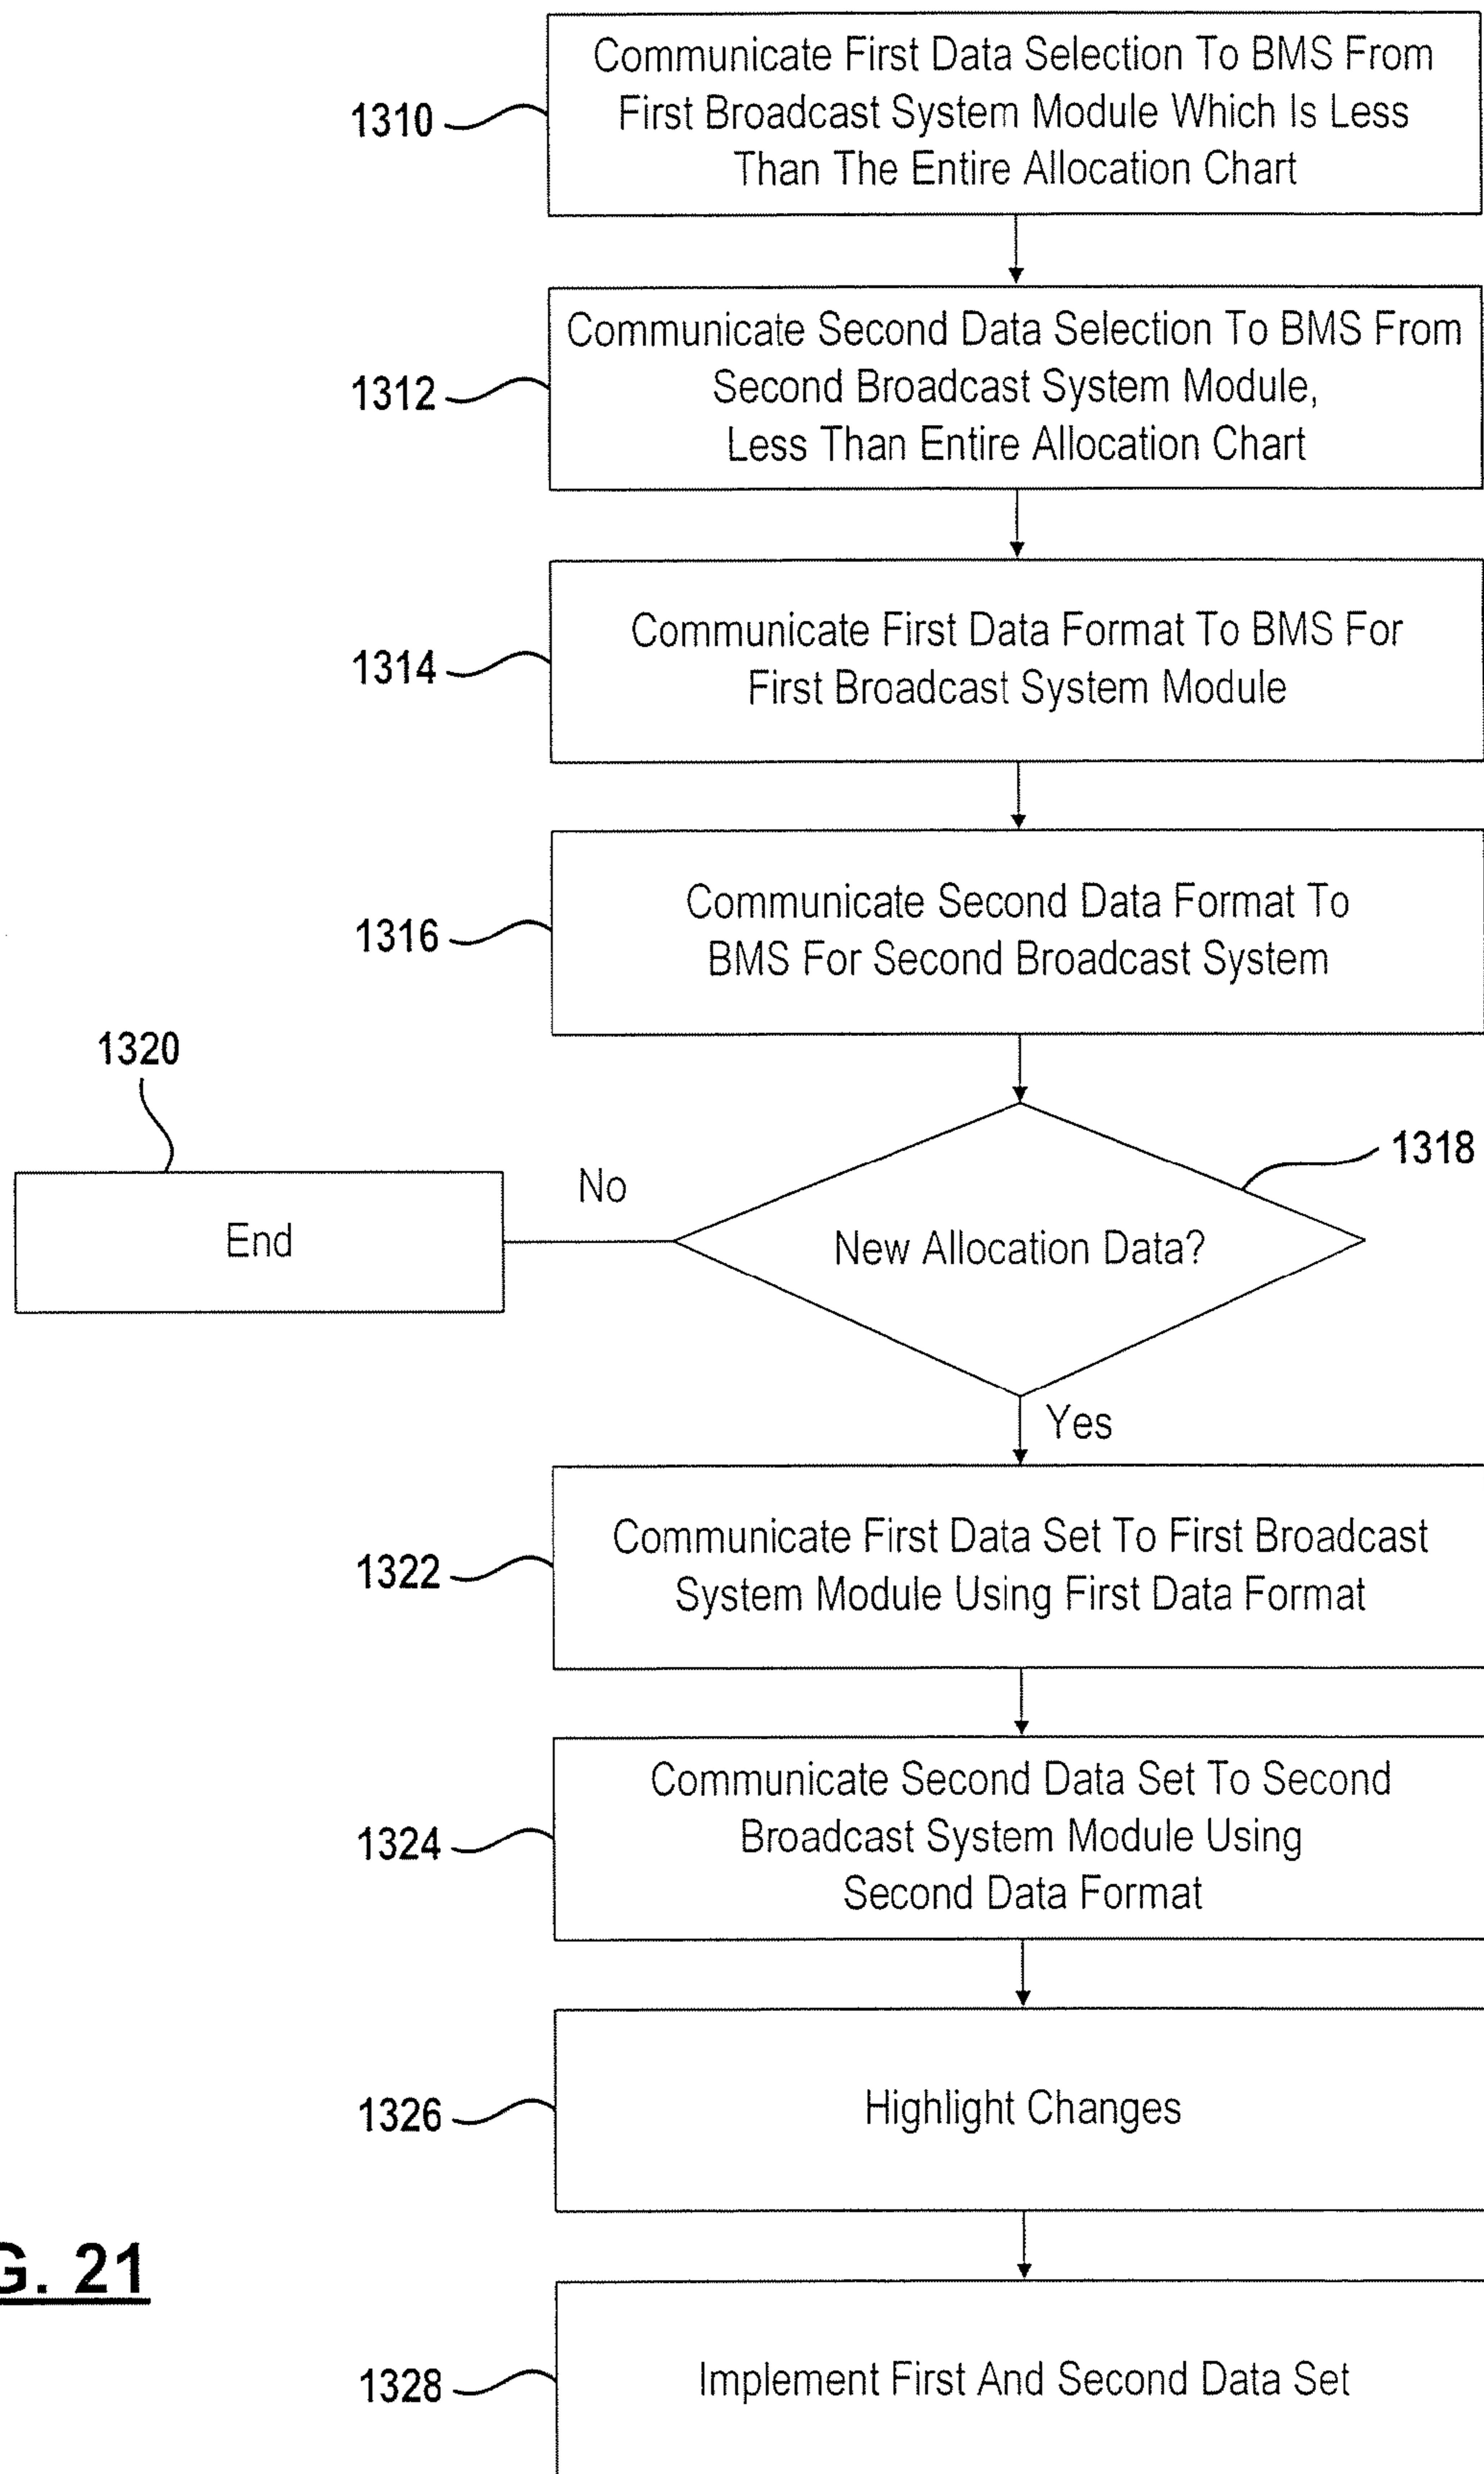 1310
Communicate First Data Selection To BMS From
First Broadcast System Module Which Is Less
Than The Entire Allocation Chart
1312
Communicate Second Data Selection To BMS From
Second Broadcast System Module,
Less Than Entire Allocation Chart
1314
Communicate First Data Format To BMS For
First Broadcast System Module
1316
Communicate Second Data Format To
BMS For Second Broadcast System
1320
End
No
1318
New Allocation Data?
Yes
1322
Communicate First Data Set To First Broadcast
System Module Using First Data Format
1324
Communicate Second Data Set To Second
Broadcast System Module Using
Second Data Format
1326
Highlight Changes
G. 21
1328
Implement First And Second Data Set